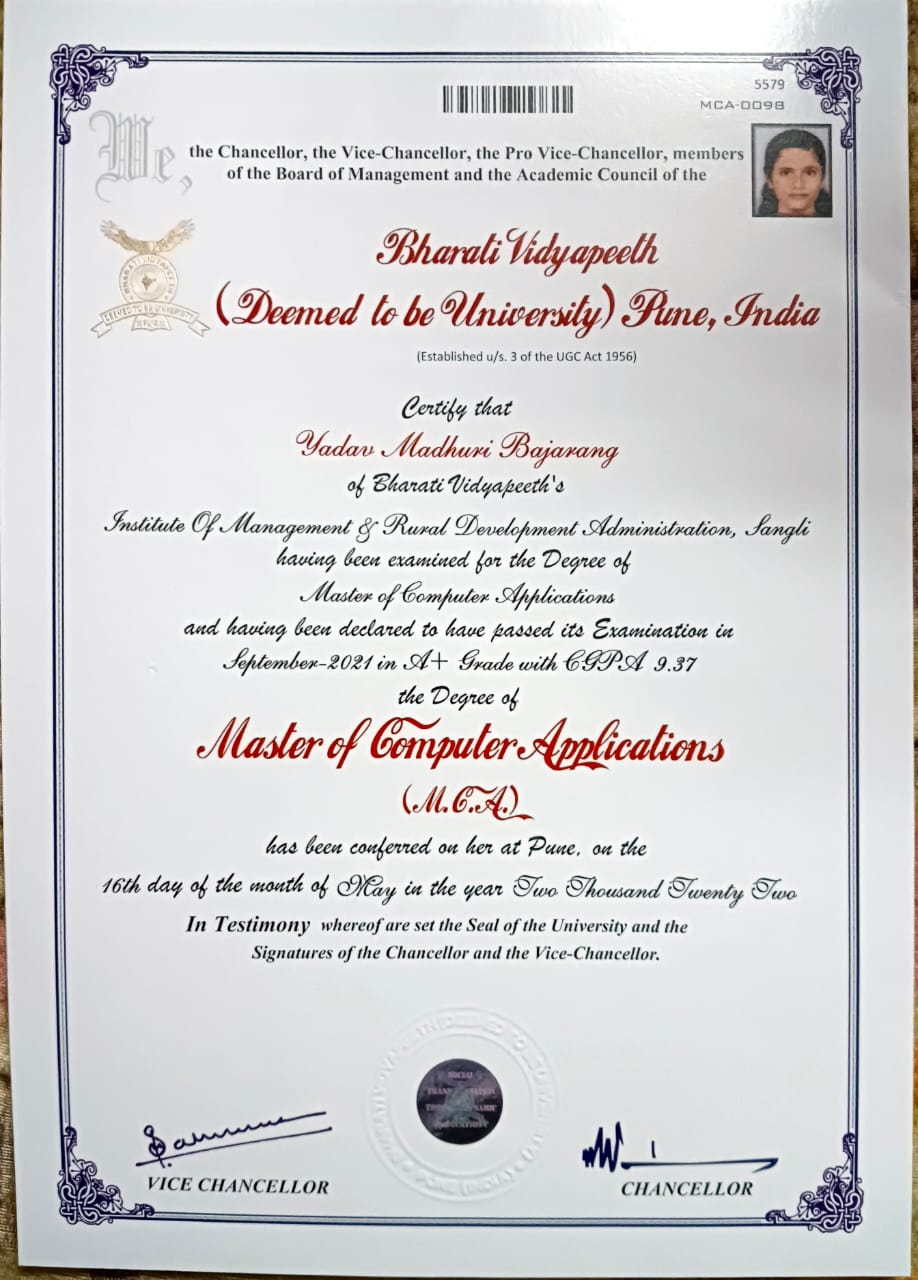 5579
MCA-0098
We,
the Chancellor, the Vice-Chancellor, the Pro Vice-Chancellor, members
of the Board of Management and the Academic Council of the
BHARATI VIDYAPEETH
DEEMED TO BE UNIVERSITY
Bharati Vidyapeeth
(Deemed to be University) Pune, India
(Established u/s. 3 of the UGC Act 1956)
Certify that
Yadav Madhuri Bajarang
of Bharati Vidyapeeth's
Institute Of Management & Rural Development Administration, Sangli
having been examined for the Degree of
Master of Computer Applications
and having been declared to have passed its Examination in
September-2021 in A+ Grade with CGPA 9.37
the Degree of
Master of Computer Applications
(M.C.A.)
has been conferred on her at Pune, on the
16th day of the month of May in the year Two Thousand Twenty Two
In Testimony whereof are set the Seal of the University and the
Signatures of the Chancellor and the Vice-Chancellor.
SOCIAL
VICE CHANCELLOR
CHANCELLOR